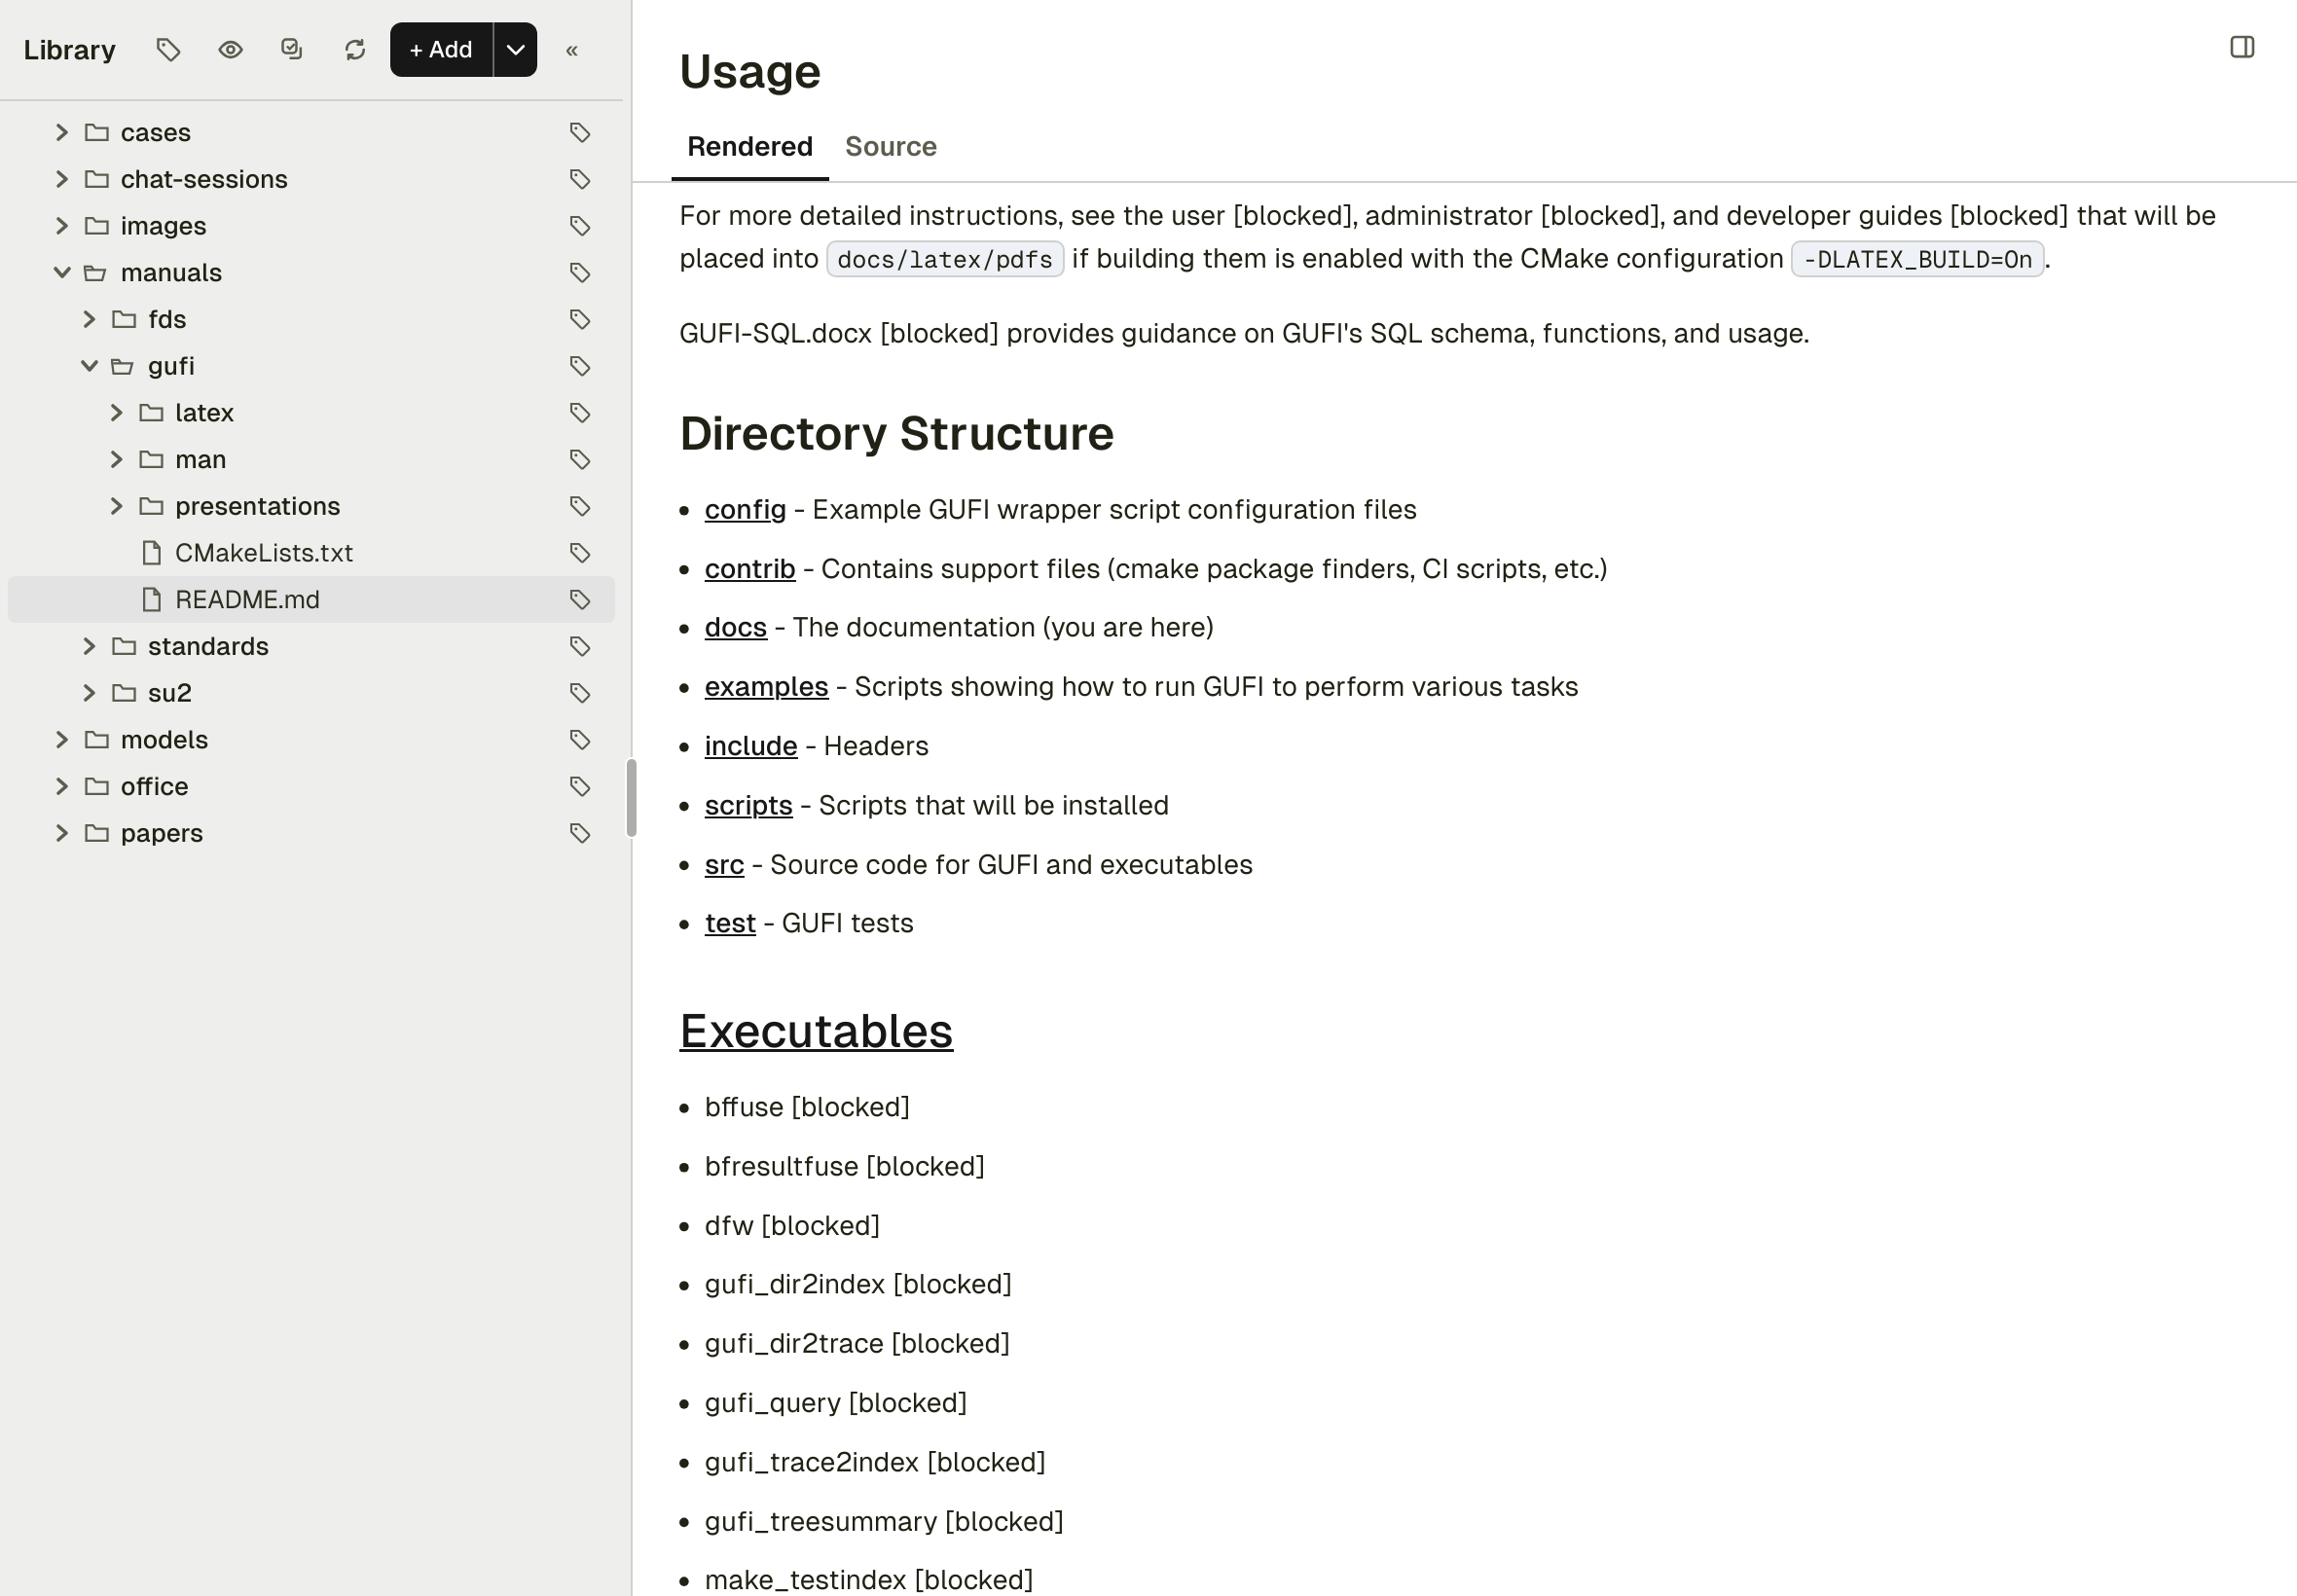 Library
+ Add
«
cases
chat-sessions
images
manuals
fds
gufi
latex
man
presentations
CMakeLists.txt
README.md
standards
su2
models
office
papers
Usage
Rendered Source
For more detailed instructions, see the user [blocked], administrator [blocked], and developer guides [blocked] that will be
placed into docs/latex/pdfs if building them is enabled with the CMake configuration -DLATEX_BUILD=On.
GUFI-SQL.docx [blocked] provides guidance on GUFI's SQL schema, functions, and usage.
Directory Structure
• config - Example GUFI wrapper script configuration files
• contrib - Contains support files (cmake package finders, CI scripts, etc.)
• docs - The documentation (you are here)
• examples - Scripts showing how to run GUFI to perform various tasks
• include - Headers
• scripts - Scripts that will be installed
• src - Source code for GUFI and executables
• test - GUFI tests
Executables
• bffuse [blocked]
• bfresultfuse [blocked]
• dfw [blocked]
• gufi_dir2index [blocked]
• gufi_dir2trace [blocked]
• gufi_query [blocked]
• gufi_trace2index [blocked]
• gufi_treesummary [blocked]
• make_testindex [blocked]